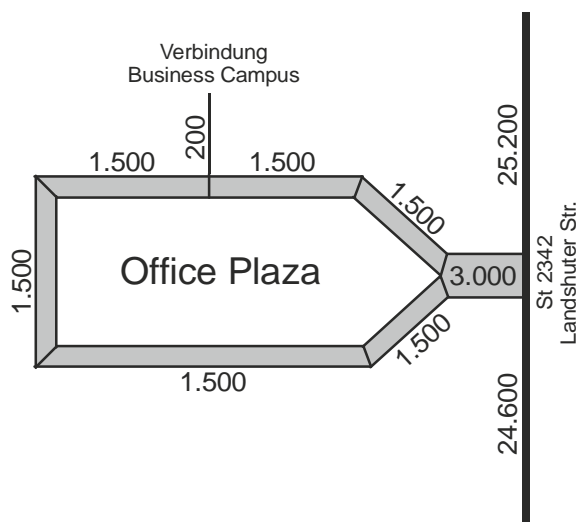 Verbindung
Business Campus
200
25.200
1.500
1.500
1.500
1.500
Office Plaza
3.000
St 2342
Landshuter Str.
1.500
1.500
24.600